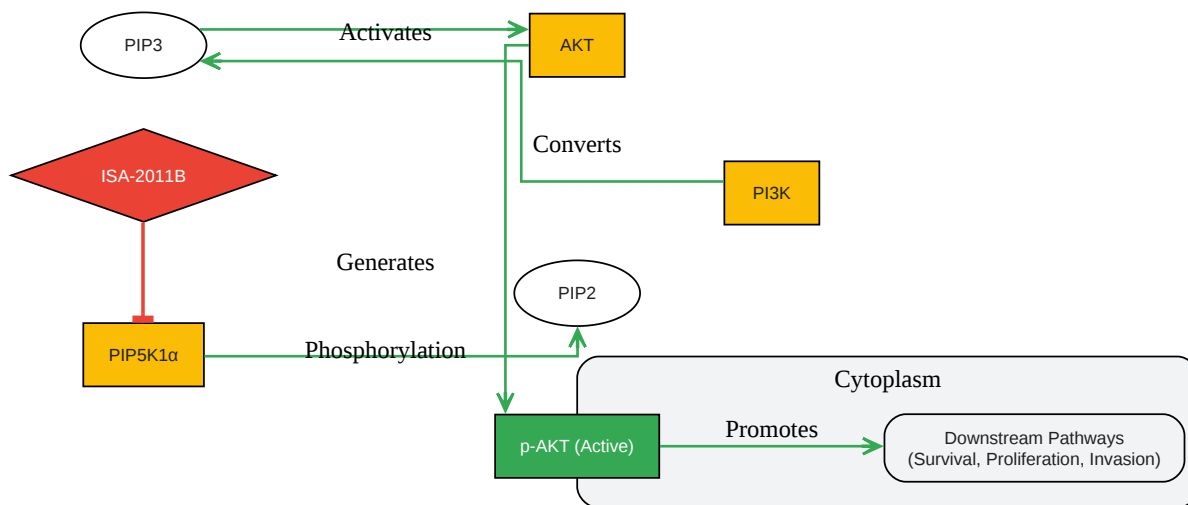 PIP3
Activates
AKT
Converts
ISA-2011B
PI3K
Generates
PIP2
Phosphorylation
PIP5K1α
Cytoplasm
p-AKT (Active)
Promotes
Downstream Pathways
(Survival, Proliferation, Invasion)